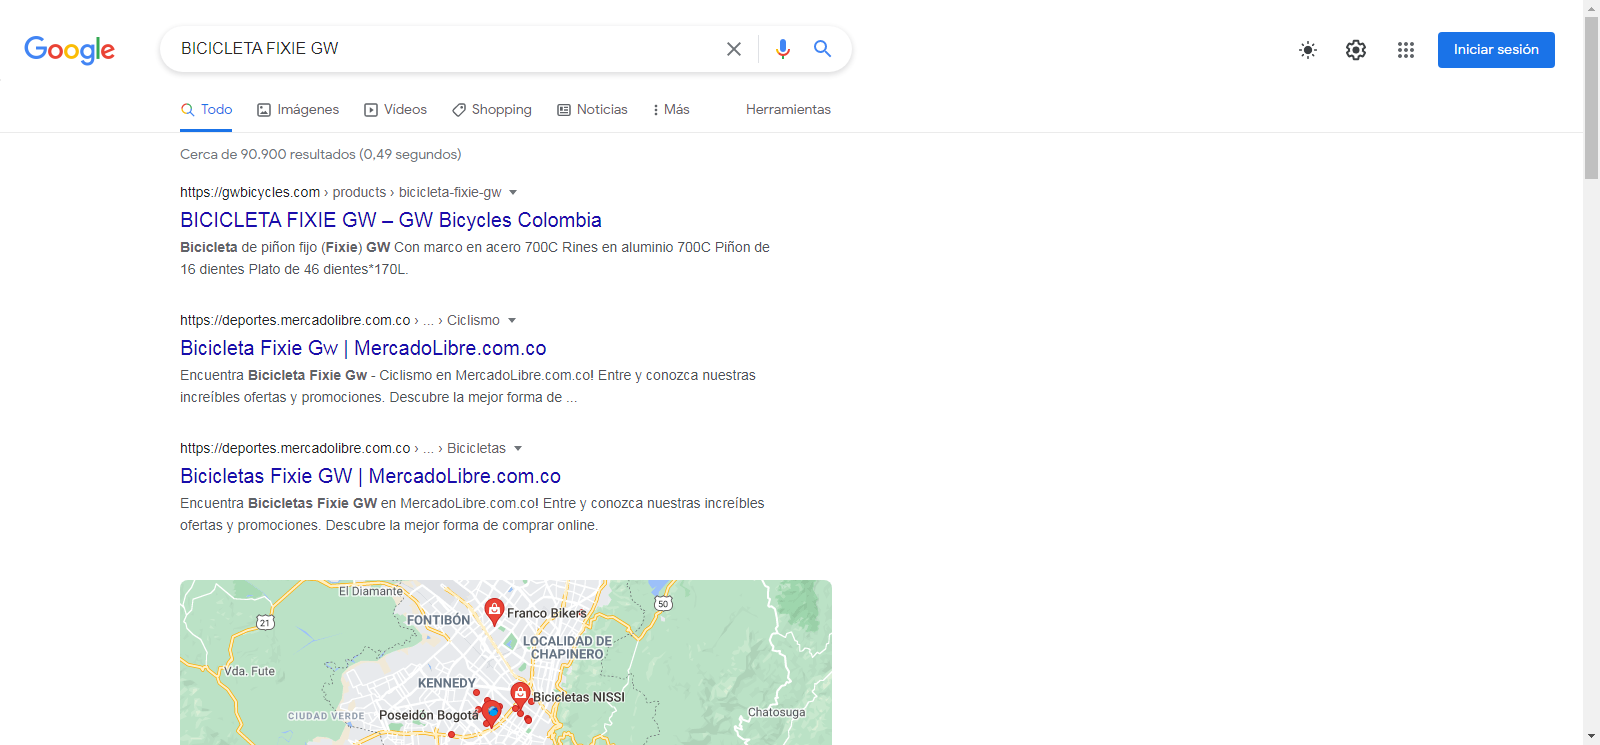 Google
BICICLETA FIXIE GW
Iniciar sesión
Todo
Imágenes
Vídeos
Shopping
Noticias
Más
Herramientas
Cerca de 90.900 resultados (0,49 segundos)
https://gwbicycles.com › products › bicicleta-fixie-gw
BICICLETA FIXIE GW – GW Bicycles Colombia
Bicicleta de piñon fijo (Fixie) GW Con marco en acero 700C Rines en aluminio 700C Piñon de
16 dientes Plato de 46 dientes*170L.
https://deportes.mercadolibre.com.co › ... › Ciclismo
Bicicleta Fixie Gw | MercadoLibre.com.co
Encuentra Bicicleta Fixie Gw - Ciclismo en MercadoLibre.com.co! Entre y conozca nuestras
increíbles ofertas y promociones. Descubre la mejor forma de ...
https://deportes.mercadolibre.com.co › ... › Bicicletas
Bicicletas Fixie GW | MercadoLibre.com.co
Encuentra Bicicletas Fixie GW en MercadoLibre.com.co! Entre y conozca nuestras increíbles
ofertas y promociones. Descubre la mejor forma de comprar online.
El Diamante
50
21
FONTIBÓN
Franco Bikers
LOCALIDAD DE
CHAPINERO
Vda. Fute
KENNEDY
Bicicletas NISSI
CIUDAD VERDE
Poseidón Bogotá
Chatosuga